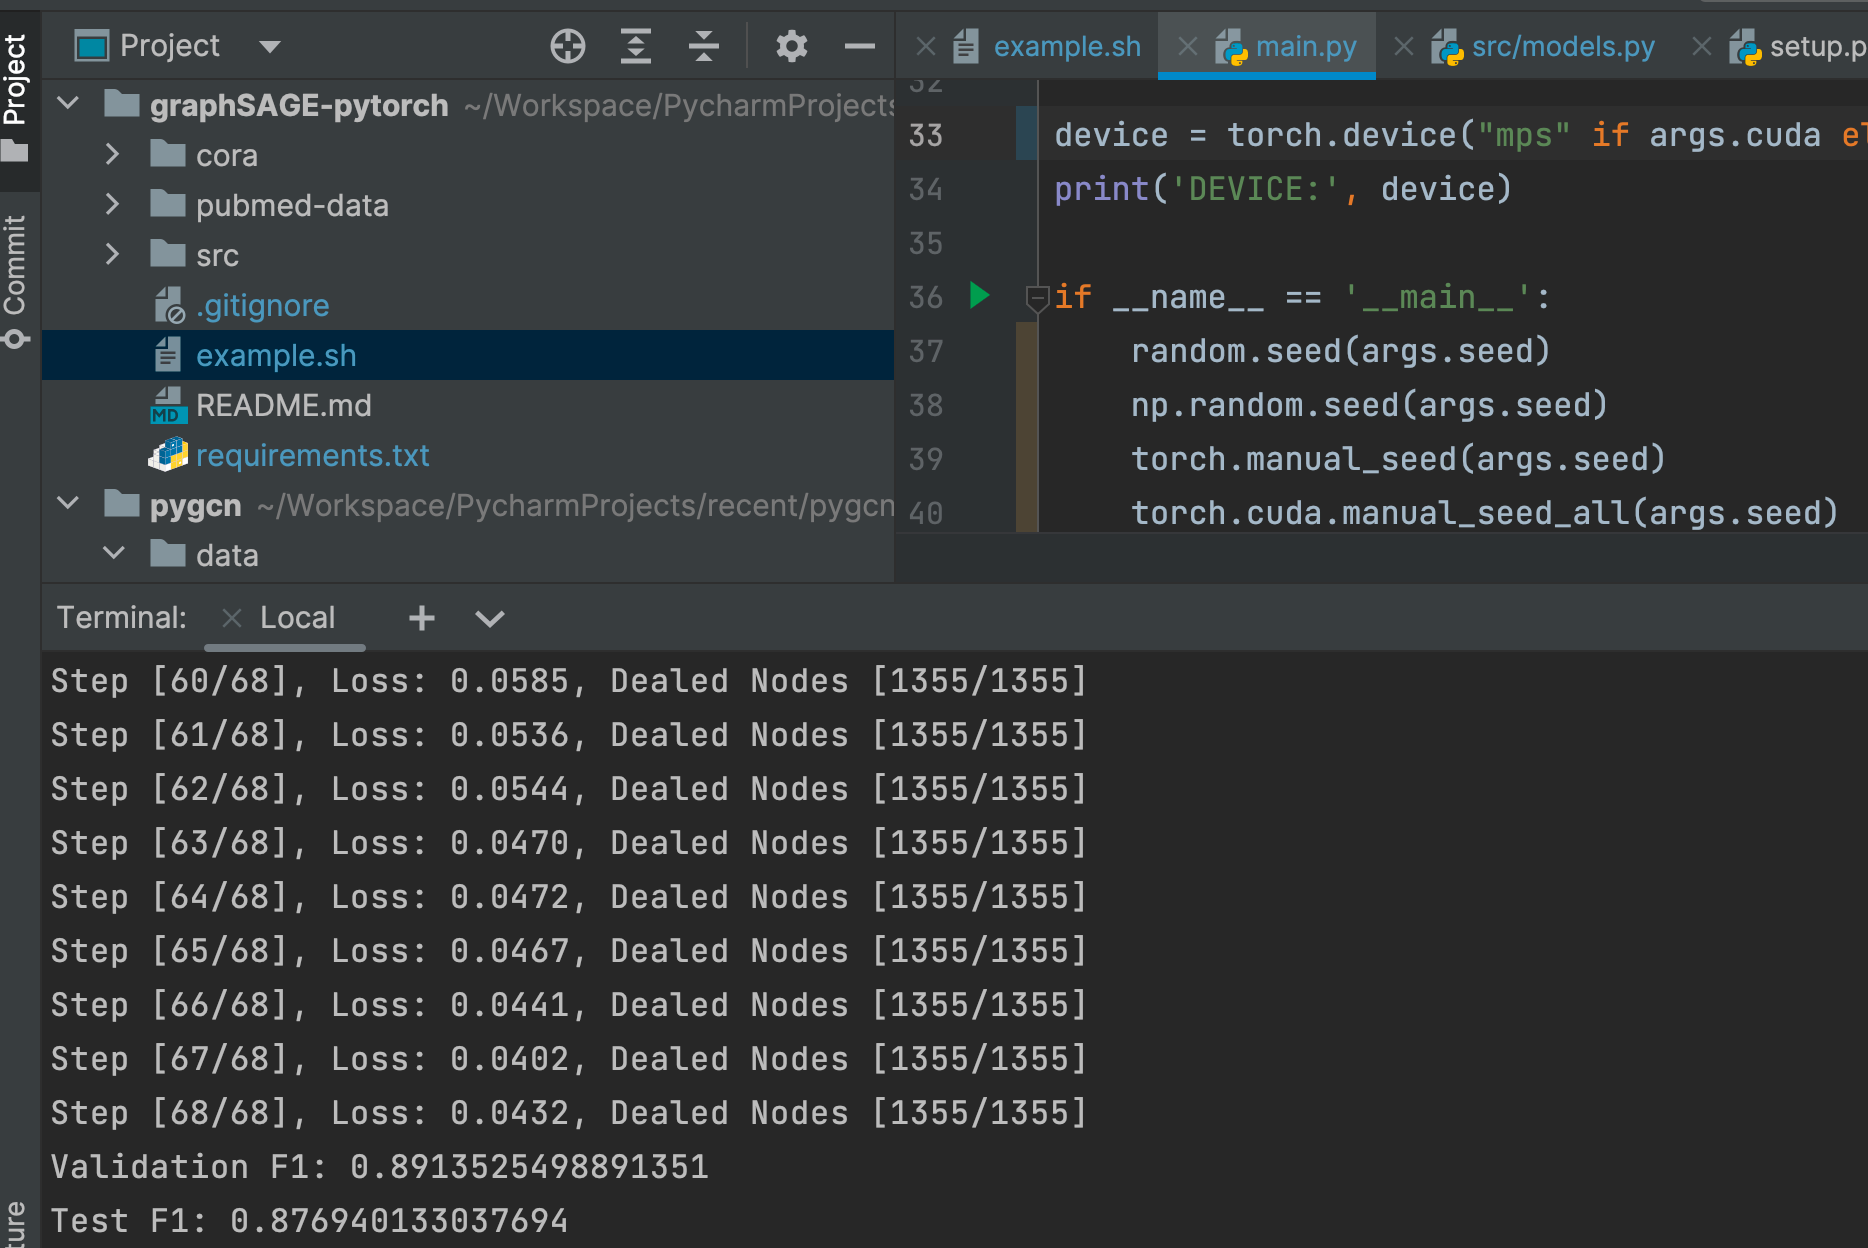 Project
Commit
Project
graphSAGE-pytorch ~/Workspace/PycharmProjects
cora
pubmed-data
src
.gitignore
example.sh
MD README.md
requirements.txt
pygcn ~/Workspace/PycharmProjects/recent/pygcn
data
example.sh main.py src/models.py setup.p
32
33 device = torch.device("mps" if args.cuda el
34 print('DEVICE:', device)
35
36 if __name__ == '__main__':
37 random.seed(args.seed)
38 np.random.seed(args.seed)
39 torch.manual_seed(args.seed)
40 torch.cuda.manual_seed_all(args.seed)
Terminal: Local
Step [60/68], Loss: 0.0585, Dealed Nodes [1355/1355]
Step [61/68], Loss: 0.0536, Dealed Nodes [1355/1355]
Step [62/68], Loss: 0.0544, Dealed Nodes [1355/1355]
Step [63/68], Loss: 0.0470, Dealed Nodes [1355/1355]
Step [64/68], Loss: 0.0472, Dealed Nodes [1355/1355]
Step [65/68], Loss: 0.0467, Dealed Nodes [1355/1355]
Step [66/68], Loss: 0.0441, Dealed Nodes [1355/1355]
Step [67/68], Loss: 0.0402, Dealed Nodes [1355/1355]
Step [68/68], Loss: 0.0432, Dealed Nodes [1355/1355]
Validation F1: 0.8913525498891351
Test F1: 0.876940133037694
ture